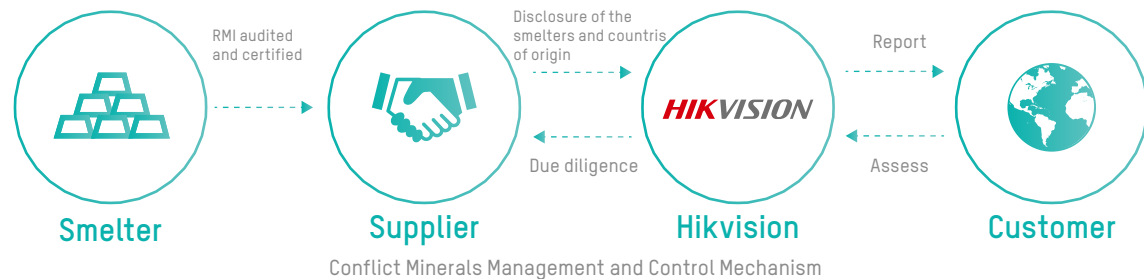 RMI audited
and certified
Disclosure of the
smelters and countris
of origin
Report
HIKVISION
Due diligence
Assess
Smelter
Supplier
Hikvision
Customer
Conflict Minerals Management and Control Mechanism